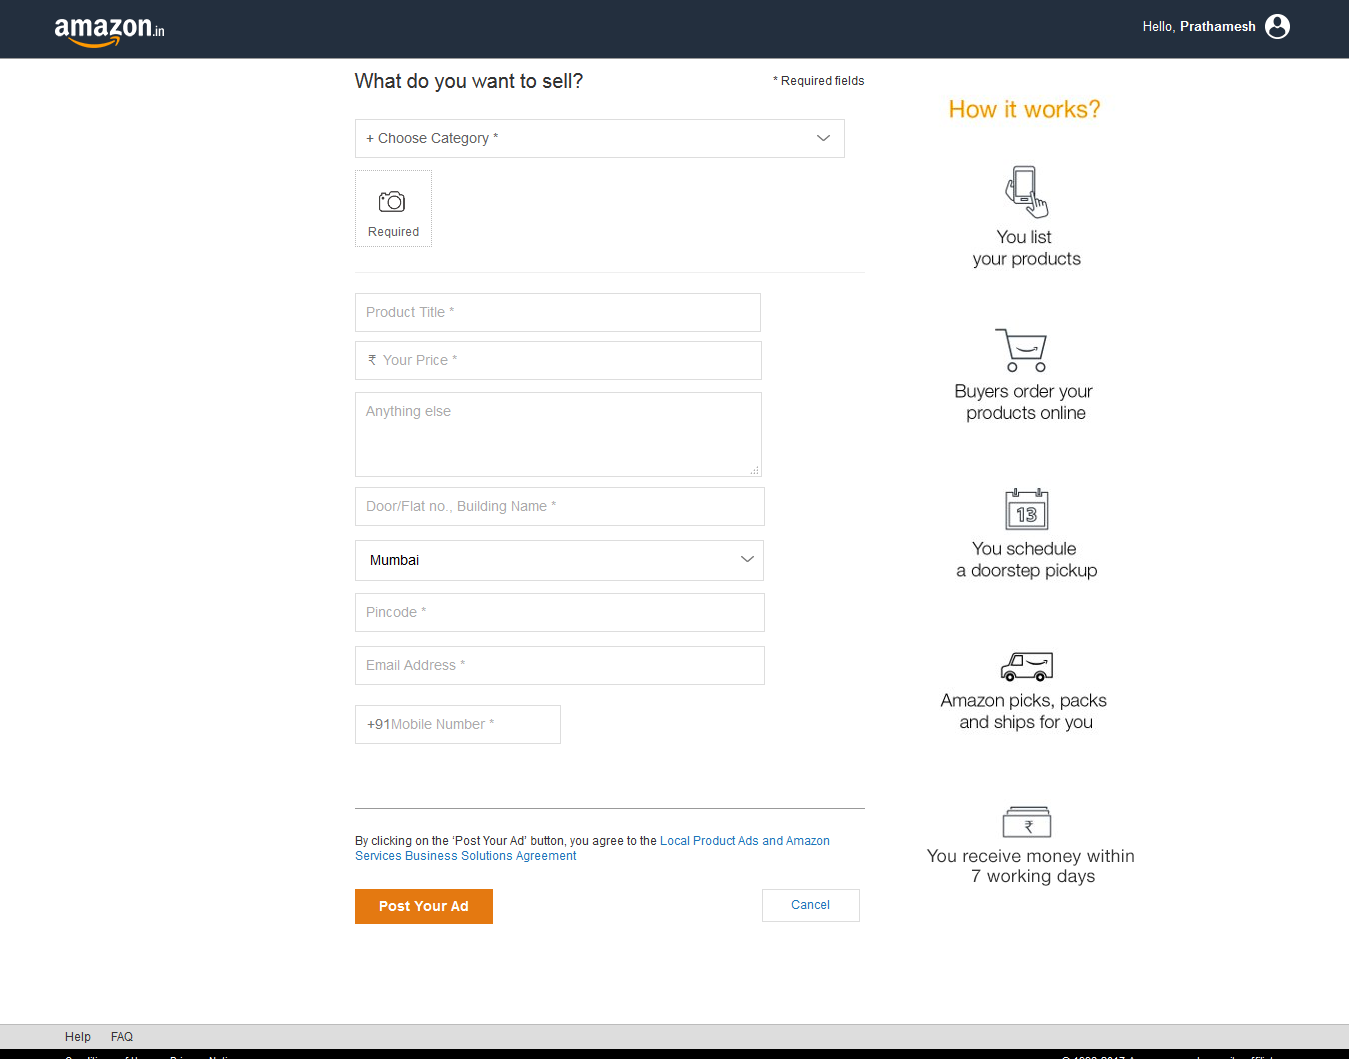 amazon.in
Hello, Prathamesh
What do you want to sell?
* Required fields
+ Choose Category *
Required
Product Title *
₹ Your Price *
Anything else
Door/Flat no., Building Name *
Mumbai
Pincode *
Email Address *
+91Mobile Number *
By clicking on the ‘Post Your Ad’ button, you agree to the Local Product Ads and Amazon
Services Business Solutions Agreement
Post Your Ad
Cancel
How it works?
You list
your products
Buyers order your
products online
13
You schedule
a doorstep pickup
Amazon picks, packs
and ships for you
₹
You receive money within
7 working days
Help FAQ